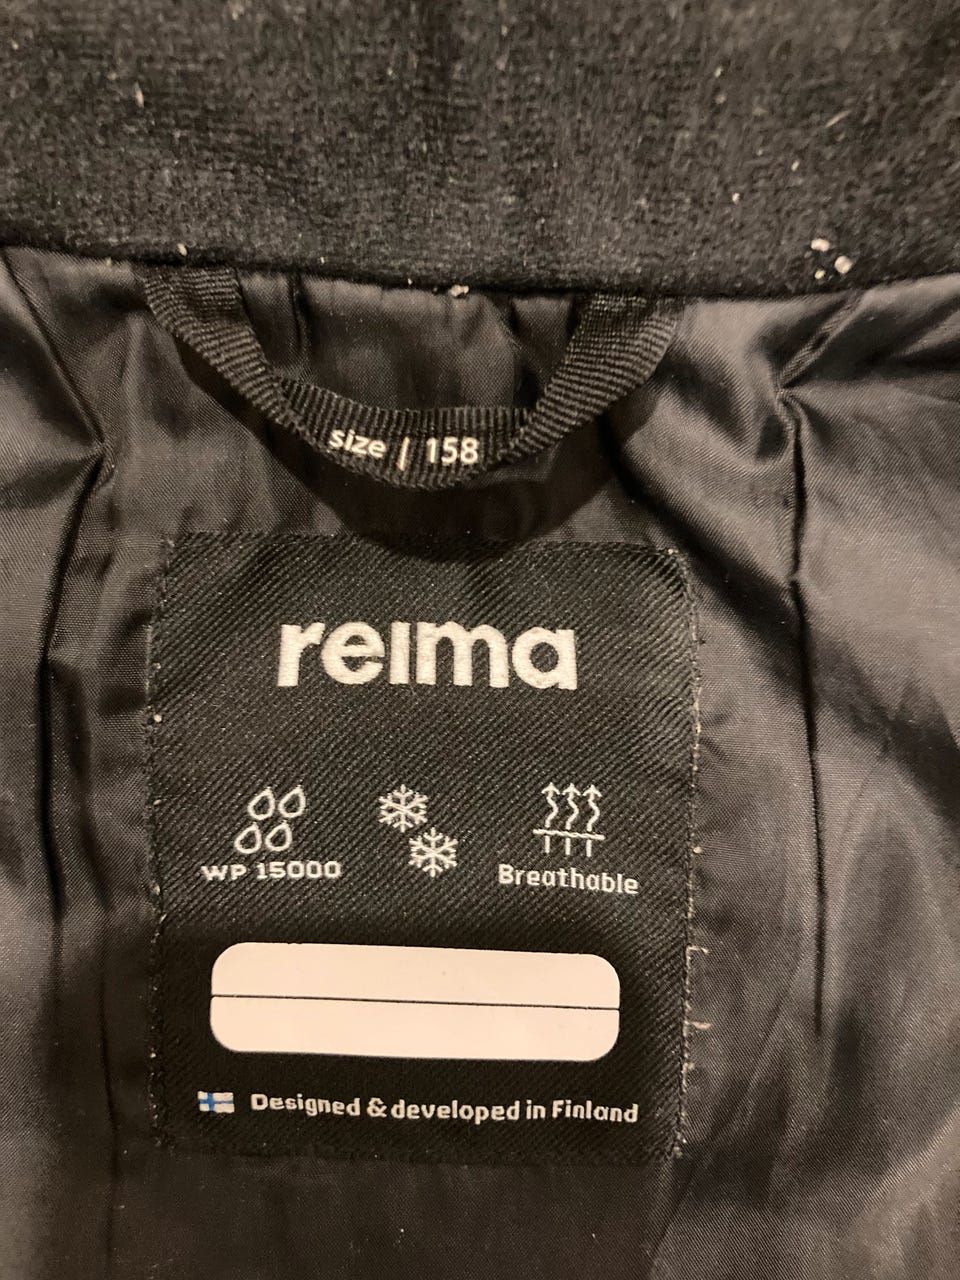 size / 158
reima
WP 15000
Breathable
Designed & developed in Finland